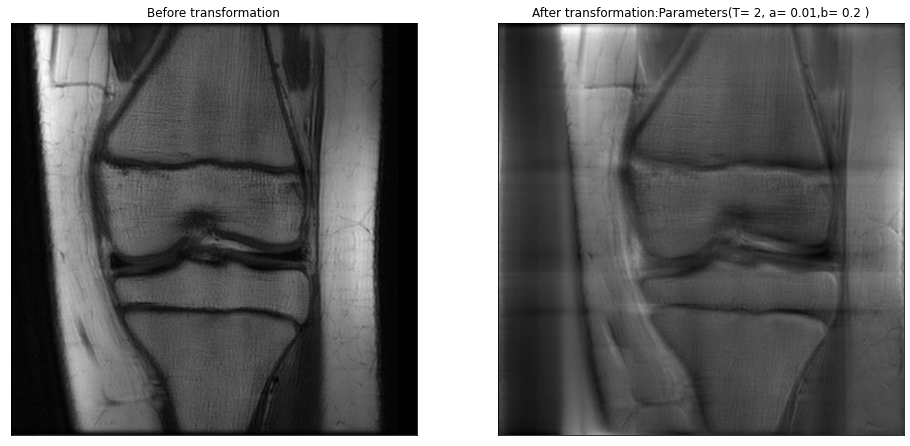 Before transformation
After transformation:Parameters(T= 2, a= 0.01,b= 0.2 )